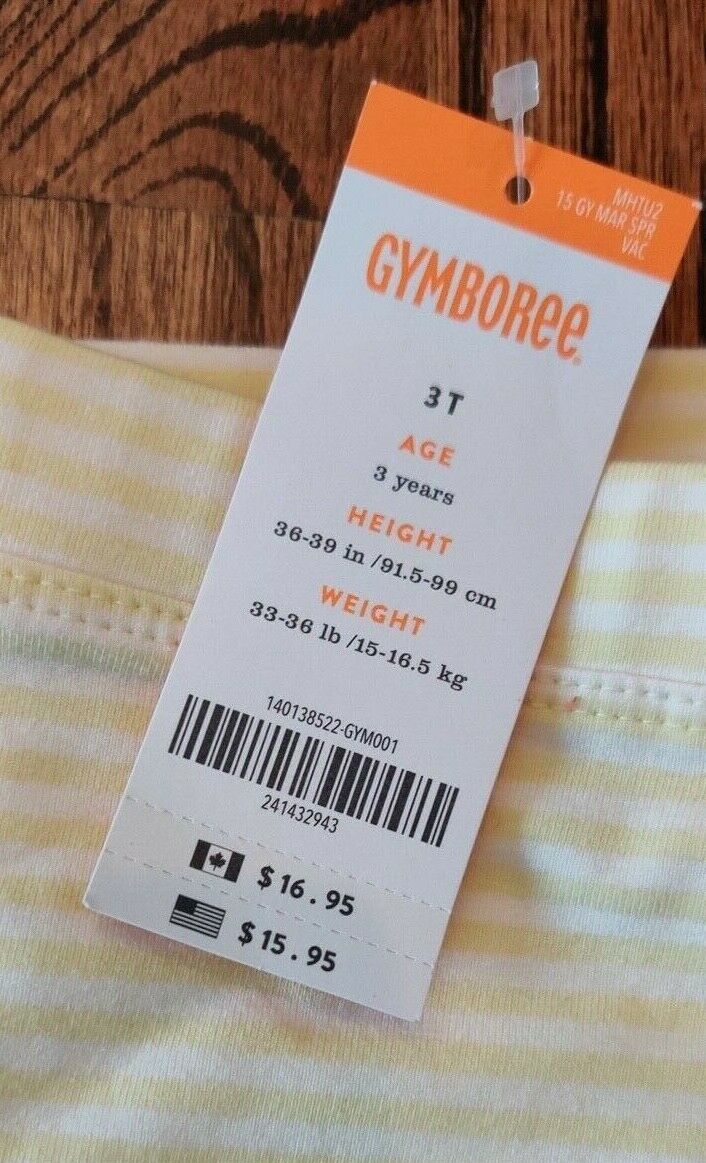 MHTU2
15 GY MAR SPR
VAC
GYMBOREE
3T
AGE
3 years
HEIGHT
36-39 in /91.5-99 cm
WEIGHT
33-36 lb /15-16.5 kg
140138522-GYM001
241432943
$16.95
$15.95